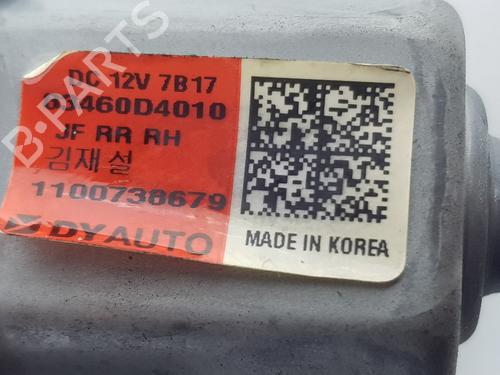 DC 12V 7B17
83460D4010
JF RR RH
김재설
1100738679
DYAUTO
MADE IN KOREA
B-PARTS